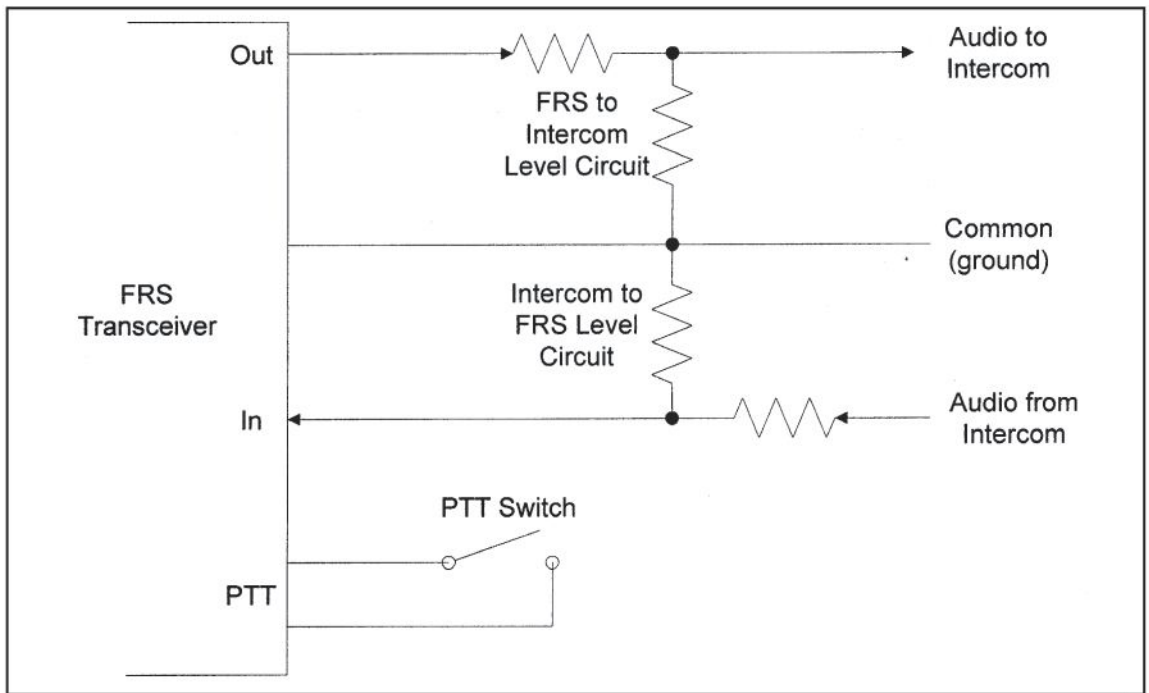 Out
Audio to
Intercom
FRS to
Intercom
Level Circuit
Common
(ground)
FRS
Transceiver
Intercom to
FRS Level
Circuit
In
Audio from
Intercom
PTT Switch
PTT